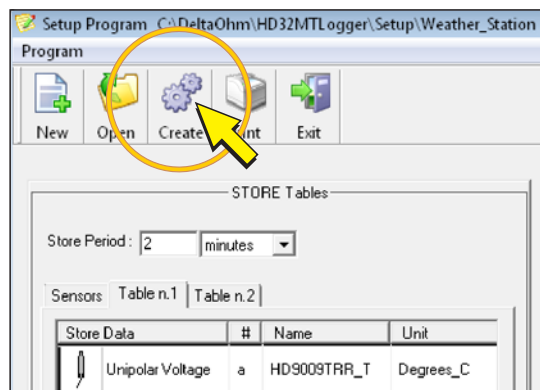 Setup Program C:\DeltaOhm\HD32MTLogger\Setup\Weather_Station
Program
New Open Create Exit
STORE Tables
Store Period : 2 minutes
Sensors Table n.1 Table n.2
Store Data # Name Unit
Unipolar Voltage a HD9009TRR_T Degrees_C